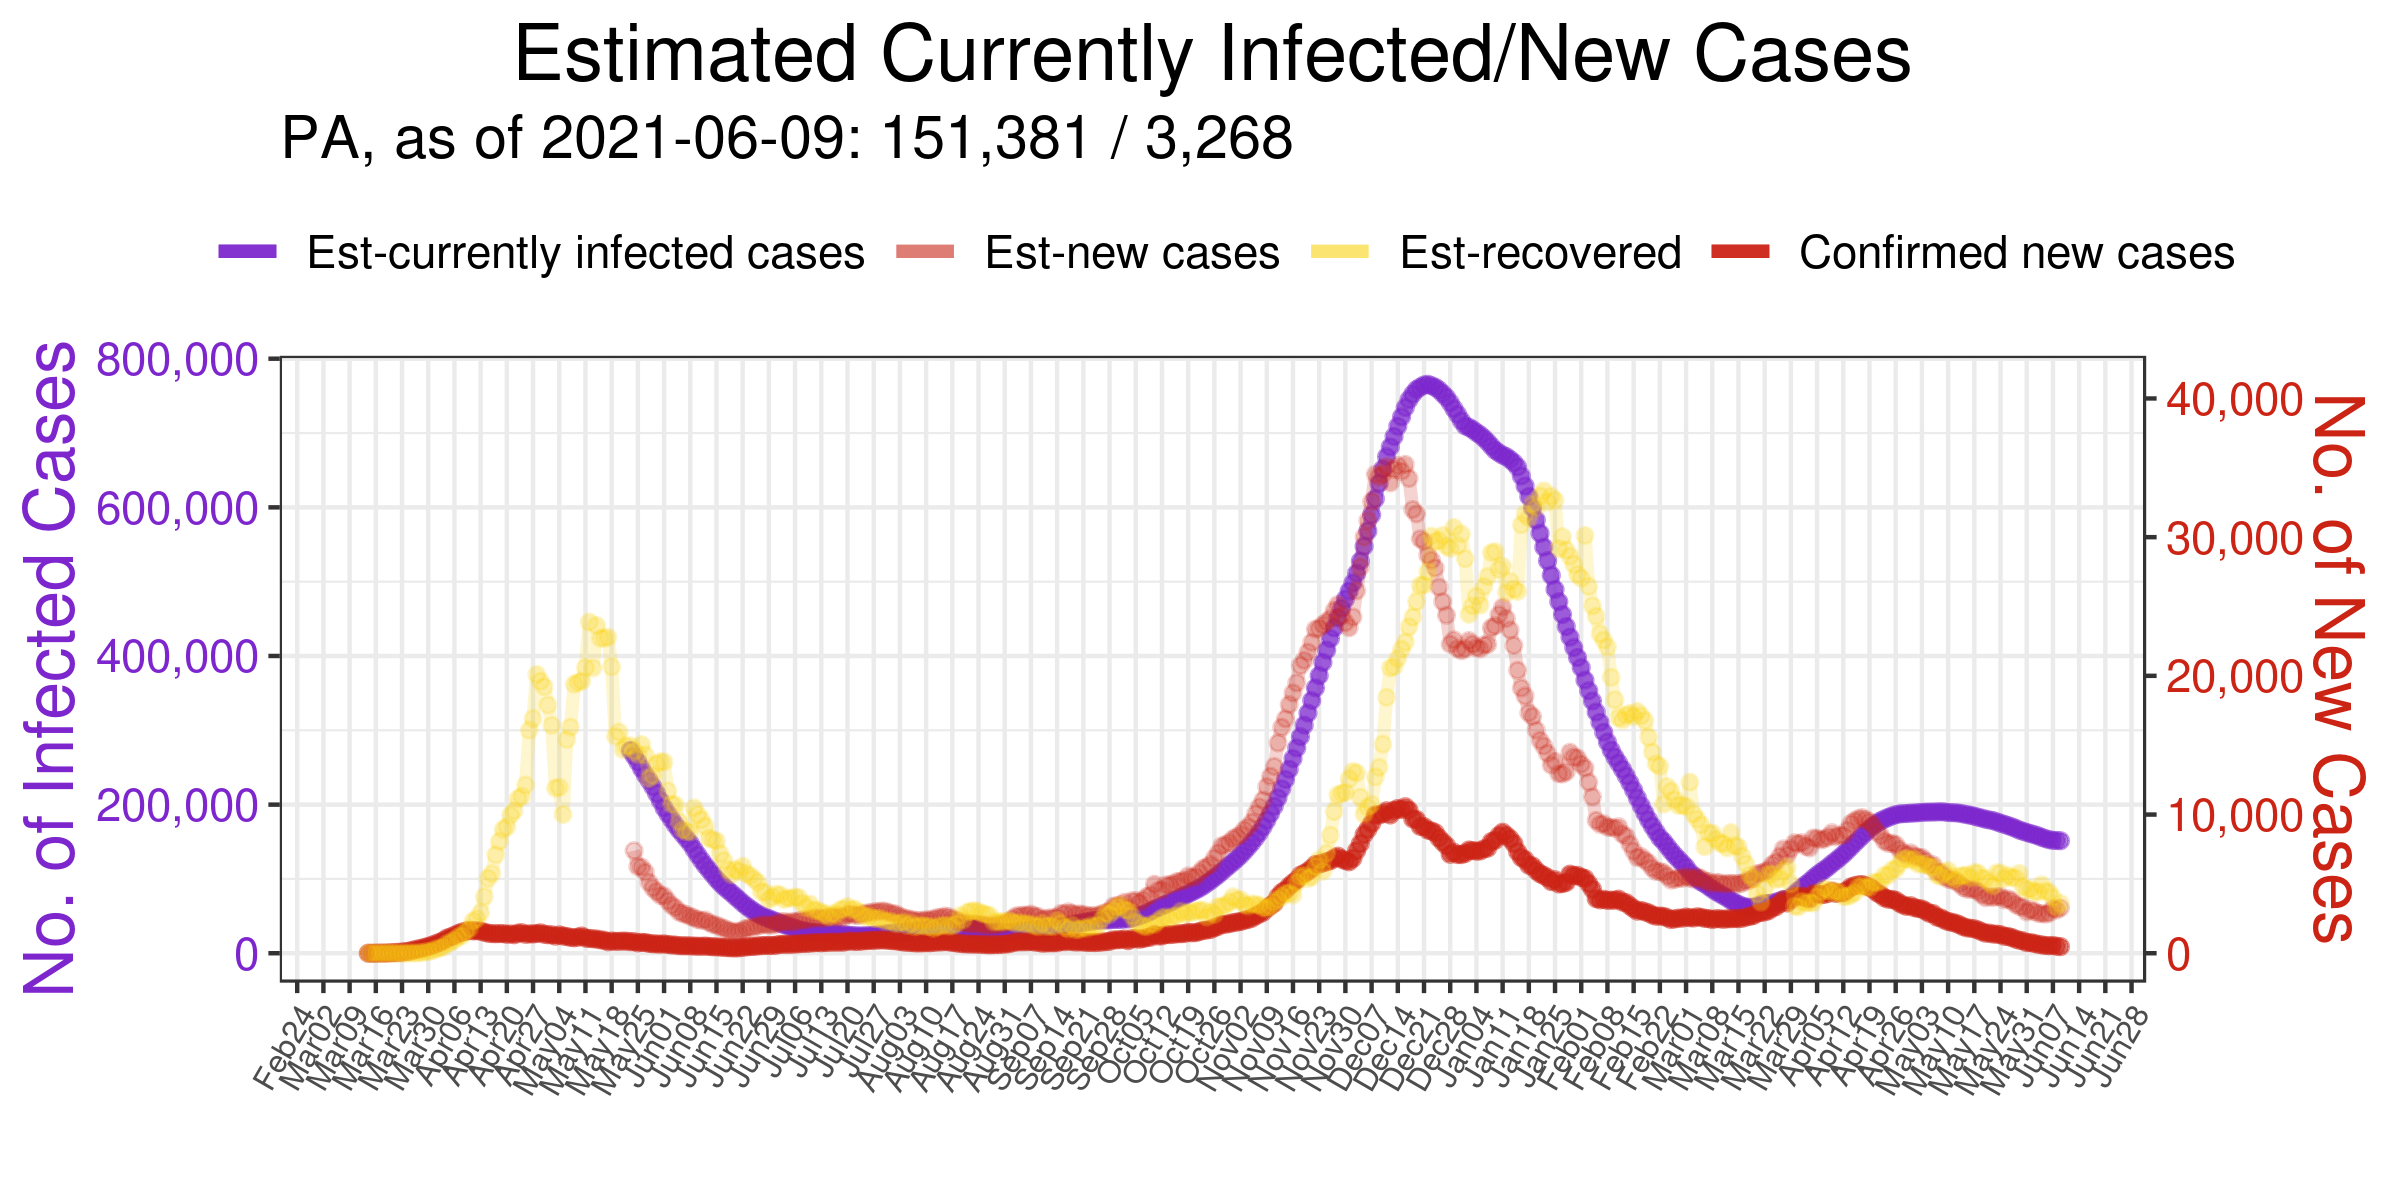 Estimated Currently Infected/New Cases
PA, as of 2021-06-09: 151,381 / 3,268
Est-currently infected cases Est-new cases Est-recovered Confirmed new cases
No. of Infected Cases
800,000
600,000
400,000
200,000
0
40,000
30,000
20,000
10,000
0
No. of New Cases
Feb24
Mar02
Mar09
Mar16
Mar23
Mar30
Apr06
Apr13
Apr20
Apr27
May04
May11
May18
May25
Jun01
Jun08
Jun15
Jun22
Jun29
Jul06
Jul13
Jul20
Jul27
Aug03
Aug10
Aug17
Aug24
Aug31
Sep07
Sep14
Sep21
Sep28
Oct05
Oct12
Oct19
Oct26
Nov02
Nov09
Nov16
Nov23
Nov30
Dec07
Dec14
Dec21
Dec28
Jan04
Jan11
Jan18
Jan25
Feb01
Feb08
Feb15
Feb22
Mar01
Mar08
Mar15
Mar22
Mar29
Apr05
Apr12
Apr19
Apr26
May03
May10
May17
May24
May31
Jun07
Jun14
Jun21
Jun28